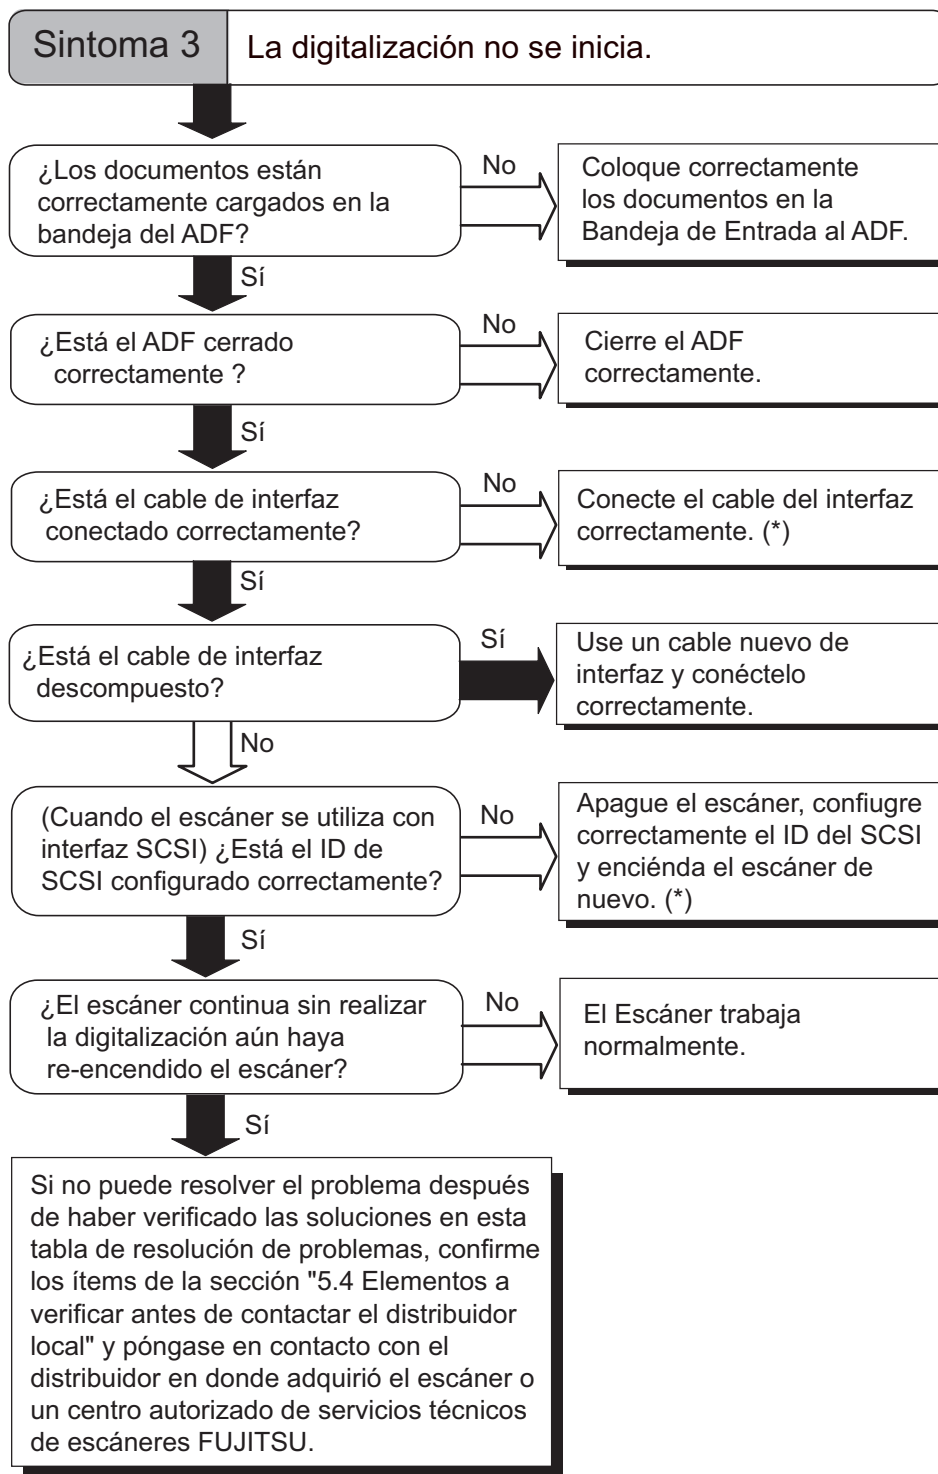 Sintoma 3
La digitalización no se inicia.
¿Los documentos están
correctamente cargados en la
bandeja del ADF?
No
Coloque correctamente
los documentos en la
Bandeja de Entrada al ADF.
Sí
¿Está el ADF cerrado
correctamente ?
No
Cierre el ADF
correctamente.
Sí
¿Está el cable de interfaz
conectado correctamente?
No
Conecte el cable del interfaz
correctamente. (*)
Sí
¿Está el cable de interfaz
descompuesto?
Sí
Use un cable nuevo de
interfaz y conéctelo
correctamente.
No
(Cuando el escáner se utiliza con
interfaz SCSI) ¿Está el ID de
SCSI configurado correctamente?
No
Apague el escáner, confiugre
correctamente el ID del SCSI
y enciénda el escáner de
nuevo. (*)
Sí
¿El escáner continua sin realizar
la digitalización aún haya
re-encendido el escáner?
No
El Escáner trabaja
normalmente.
Sí
Si no puede resolver el problema después
de haber verificado las soluciones en esta
tabla de resolución de problemas, confirme
los ítems de la sección "5.4 Elementos a
verificar antes de contactar el distribuidor
local" y póngase en contacto con el
distribuidor en donde adquirió el escáner o
un centro autorizado de servicios técnicos
de escáneres FUJITSU.